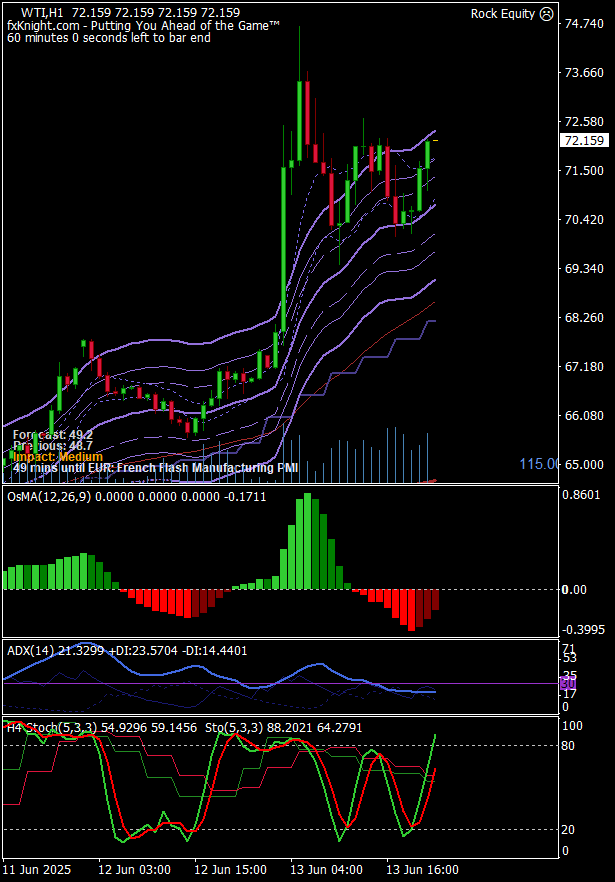 WTI,H1 72.159 72.159 72.159 72.159
Rock Equity ☹
fxKnight.com - Putting You Ahead of the Game™
60 minutes 0 seconds left to bar end
74.740
73.660
72.580
72.159
71.500
70.420
69.340
68.260
67.180
66.080
65.000
Forecast: 49.2
Previous: 48.7
Impact: Medium
49 mins until EUR: French Flash Manufacturing PMI
115.00
OsMA(12,26,9) 0.0000 0.0000 0.0000 -0.1711
0.8601
0.00
-0.3995
ADX(14) 21.3299 +DI:23.5704 -DI:14.4401
71
53
35
30
17
0
H4 Stoch(5,3,3) 54.9296 59.1456 Sto(5,3,3) 88.2021 64.2791
100
80
20
0
11 Jun 2025
12 Jun 03:00
12 Jun 15:00
13 Jun 04:00
13 Jun 16:00